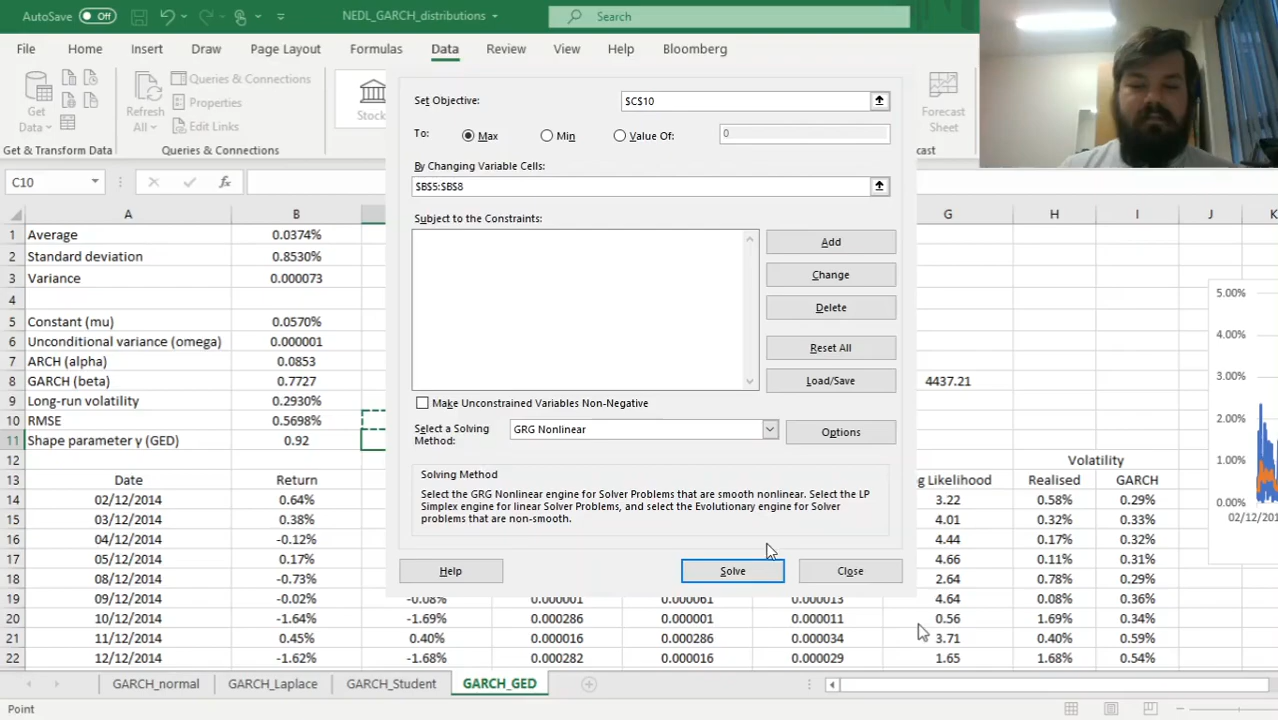 AutoSave Off NEDL_GARCH_distributions Search
File Home Insert Draw Page Layout Formulas Data Review View Help Bloomberg
Get Data
Refresh All
Queries & Connections
Properties
Edit Links
Stock
Forecast Sheet
Get & Transform Data Queries & Connections cast
C10 fx
A B G H I J K
1 Average 0.0374%
2 Standard deviation 0.8530%
3 Variance 0.000073
4
5 Constant (mu) 0.0570%
6 Unconditional variance (omega) 0.000001
7 ARCH (alpha) 0.0853
8 GARCH (beta) 0.7727 4437.21
9 Long-run volatility 0.2930%
10 RMSE 0.5698%
11 Shape parameter γ (GED) 0.92
12 Volatility
13 Date Return g Likelihood Realised GARCH
14 02/12/2014 0.64% 3.22 0.58% 0.29%
15 03/12/2014 0.38% 4.01 0.32% 0.33%
16 04/12/2014 -0.12% 4.44 0.17% 0.32%
17 05/12/2014 0.17% 4.66 0.11% 0.31%
18 08/12/2014 -0.73% 2.64 0.78% 0.29%
19 09/12/2014 -0.02% -0.08% 0.000001 0.000061 0.000013 4.64 0.08% 0.36%
20 10/12/2014 -1.64% -1.69% 0.000286 0.000001 0.000011 0.56 1.69% 0.34%
21 11/12/2014 0.45% 0.40% 0.000016 0.000286 0.000034 3.71 0.40% 0.59%
22 12/12/2014 -1.62% -1.68% 0.000282 0.000016 0.000029 1.65 1.68% 0.54%
Set Objective: $C$10
To: Max Min Value Of: 0
By Changing Variable Cells:
$B$5:$B$8
Subject to the Constraints:
Add
Change
Delete
Reset All
Load/Save
Make Unconstrained Variables Non-Negative
Select a Solving Method: GRG Nonlinear Options
Solving Method
Select the GRG Nonlinear engine for Solver Problems that are smooth nonlinear. Select the LP
Simplex engine for linear Solver Problems, and select the Evolutionary engine for Solver
problems that are non-smooth.
Help Solve Close
5.00%
4.00%
3.00%
2.00%
1.00%
0.00%
02/12/2014
GARCH_normal GARCH_Laplace GARCH_Student GARCH_GED
Point